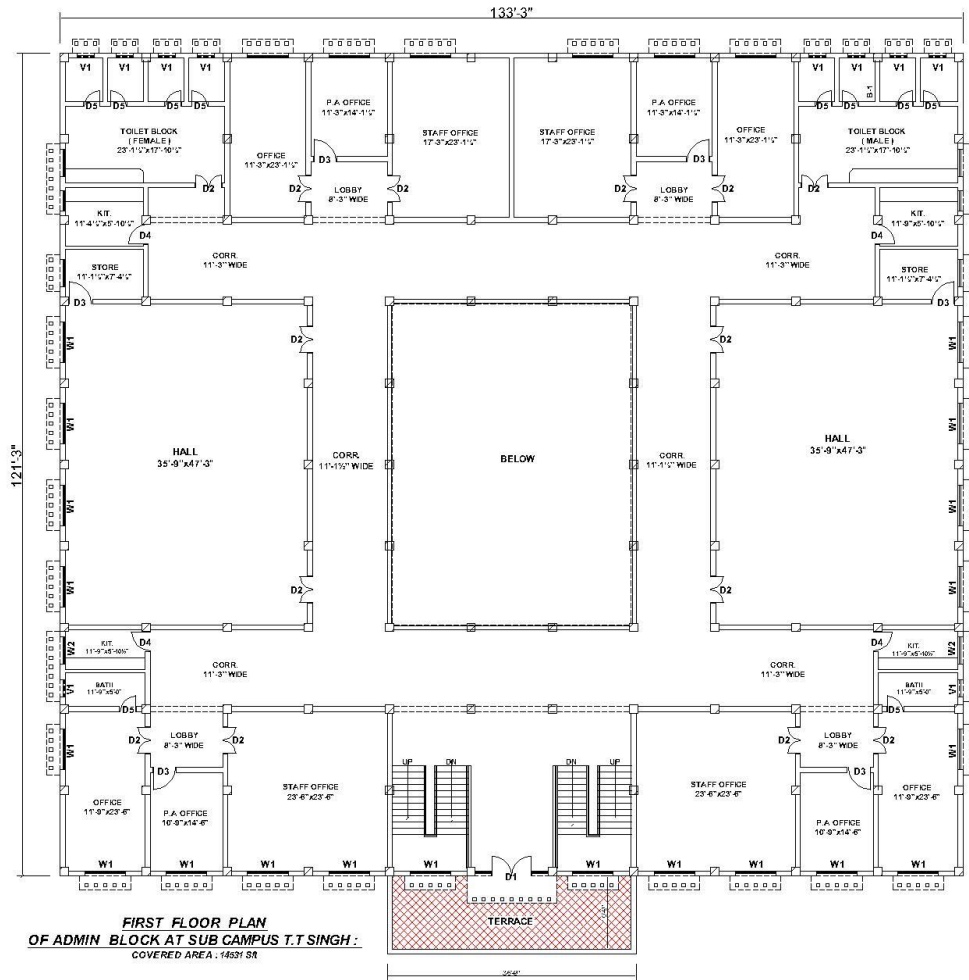 133'-3"
V1 V1 V1 V1 V1 V1 V1 V1
D5 D5 D5 D5 D5 D5 D5 D5
B-1
P.A OFFICE
11'-3"x14'-1½"
P.A OFFICE
11'-3"x14'-1½"
TOILET BLOCK
( FEMALE )
23'-1½"x17'-10½"
STAFF OFFICE
17'-3"x23'-1½"
STAFF OFFICE
17'-3"x23'-1½"
TOILET BLOCK
( MALE )
23'-1½"x17'-10½"
OFFICE
11'-3"x23'-1½"
OFFICE
11'-3"x23'-1½"
D3 D3
D2 D2 D2 D2 D2 D2
LOBBY
8'-3" WIDE
LOBBY
8'-3" WIDE
KIT.
11'-4½"x5'-10½"
KIT.
11'-9"x5'-10½"
D4 D4
CORR.
11'-3" WIDE
CORR.
11'-3" WIDE
STORE
11'-1½"x7'-4½"
STORE
11'-1½"x7'-4½"
D3 D3
W1 D2 D2 W1
W1 W1
121'-3"
HALL
35'-9"x47'-3"
CORR.
11'-1½" WIDE
BELOW
CORR.
11'-1½" WIDE
HALL
35'-9"x47'-3"
W1 W1
W1 D2 D2 W1
W2 D4 D4 W2
KIT.
11'-9"x5'-10½"
KIT.
11'-9"x5'-10½"
CORR.
11'-3" WIDE
CORR.
11'-3" WIDE
BATH
11'-9"x5'-0"
BATH
11'-9"x5'-0"
V1 D5 D5 V1
W1 D2 D2 D2 D2 W1
LOBBY
8'-3" WIDE
LOBBY
8'-3" WIDE
D3 D3
UP DN DN UP
STAFF OFFICE
23'-6"x23'-6"
STAFF OFFICE
23'-6"x23'-6"
OFFICE
11'-9"x23'-6"
P.A OFFICE
10'-9"x14'-6"
P.A OFFICE
10'-9"x14'-6"
OFFICE
11'-9"x23'-6"
W1 W1 W1 W1 W1 D1 W1 W1 W1 W1 W1
TERRACE
FIRST FLOOR PLAN
OF ADMIN BLOCK AT SUB CAMPUS T.T SINGH :
COVERED AREA : 14531 Sft